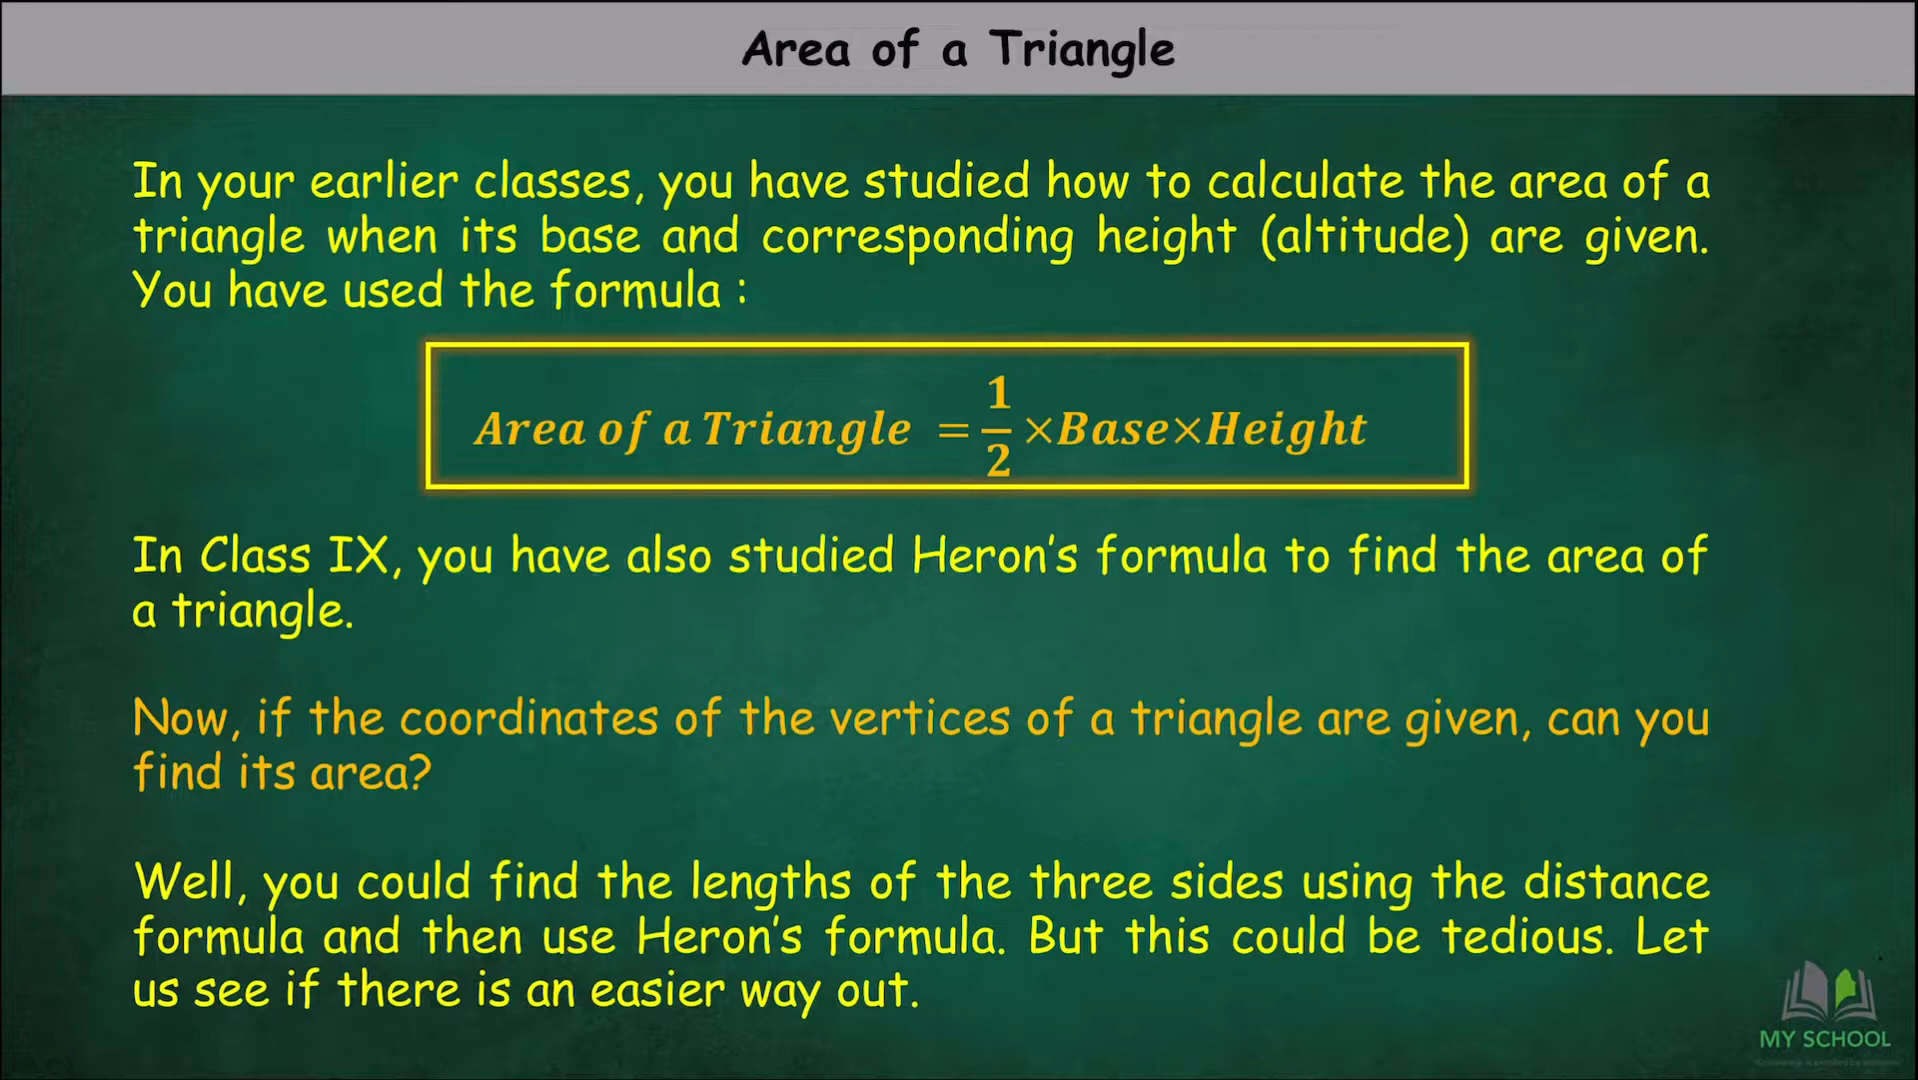 Area of a Triangle
In your earlier classes, you have studied how to calculate the area of a
triangle when its base and corresponding height (altitude) are given.
You have used the formula :
Area of a Triangle = 1/2 ×Base×Height
In Class IX, you have also studied Heron's formula to find the area of
a triangle.
Now, if the coordinates of the vertices of a triangle are given, can you
find its area?
Well, you could find the lengths of the three sides using the distance
formula and then use Heron's formula. But this could be tedious. Let
us see if there is an easier way out.
MY SCHOOL